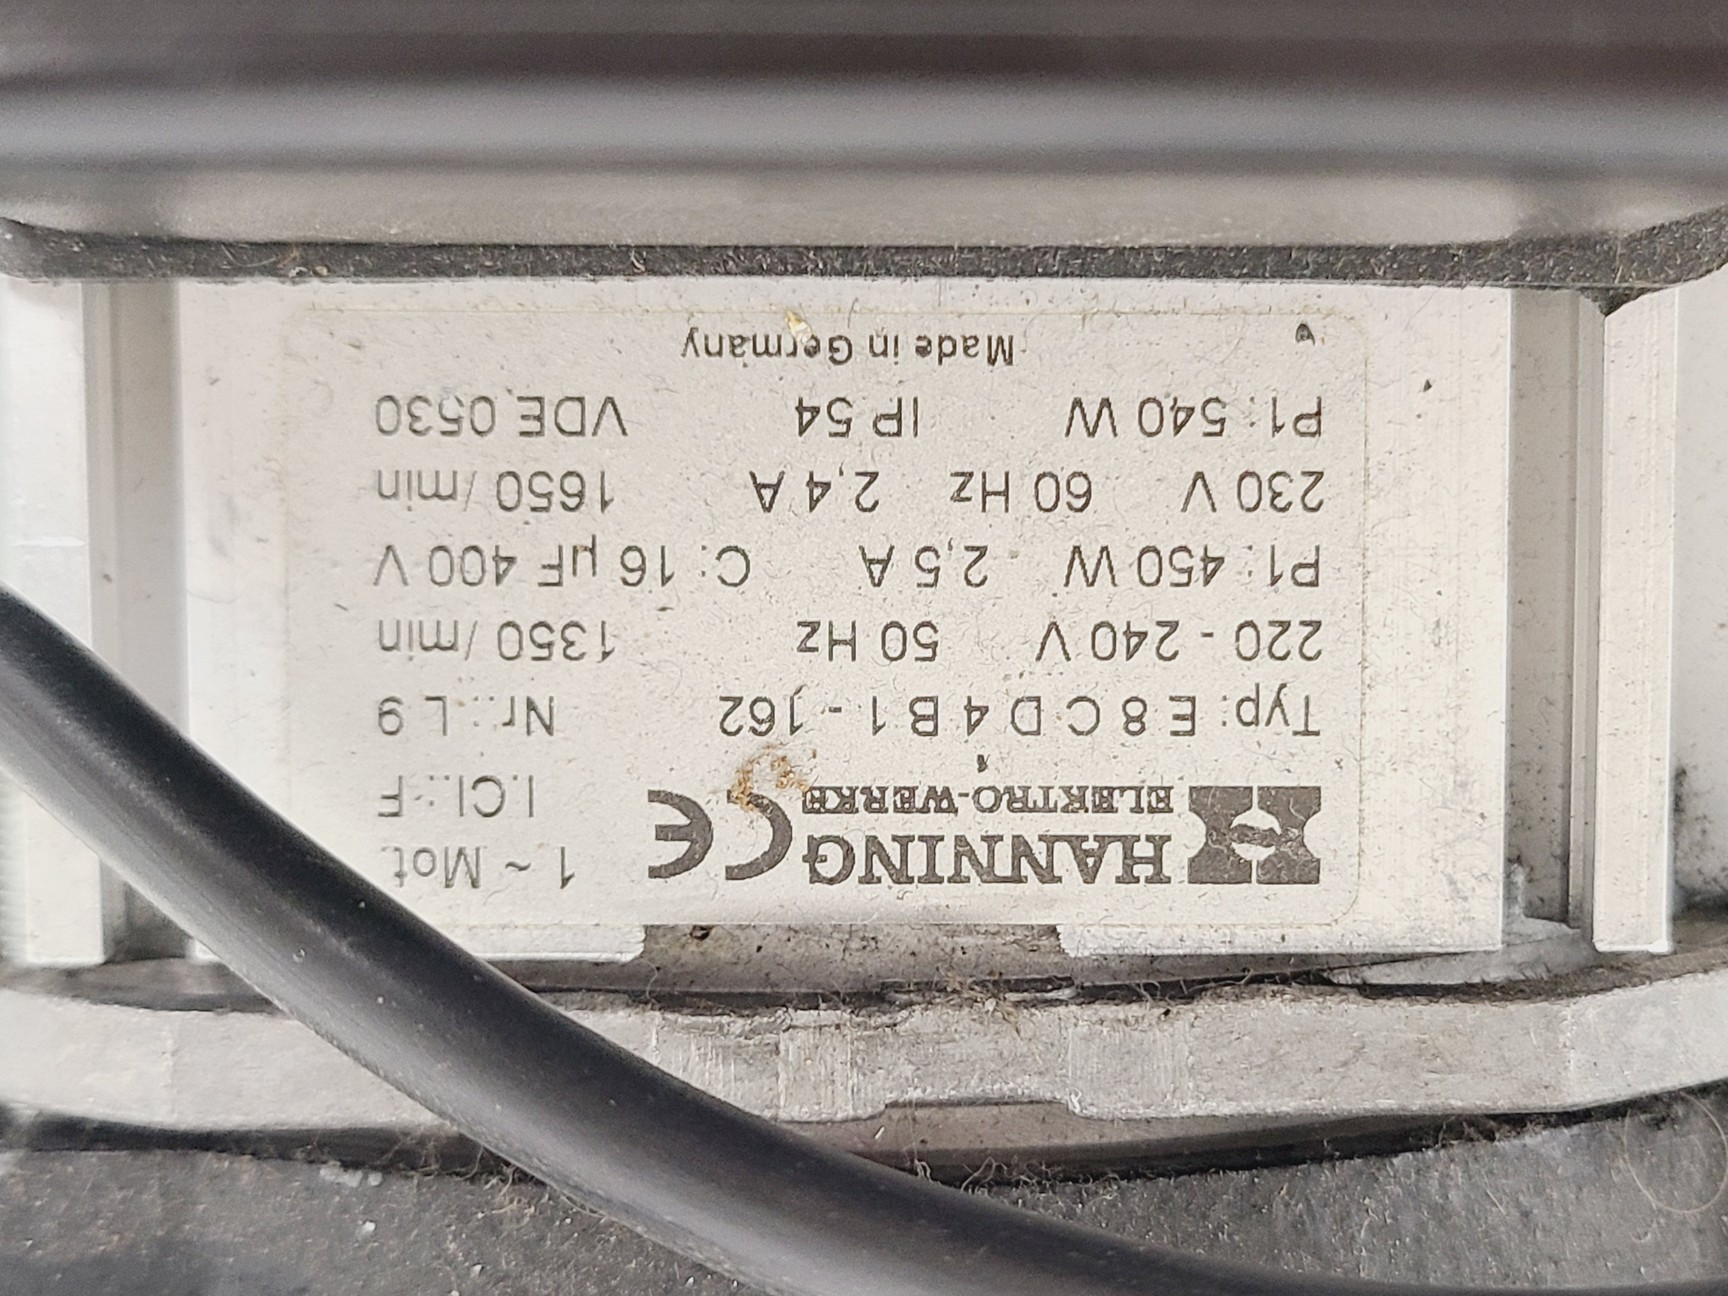 HANNING CE 1 ~ Mot.
ELEKTRO-WERKE I.Cl.: F
Typ: E 8 C D 4 B 1 - 162 Nr.: L 9
220 - 240 V 50 Hz 1350 / min
P1: 450 W 2,5 A C: 16 µF 400 V
230 V 60 Hz 2,4 A 1650 / min
P1: 540 W IP 54 VDE 0530
Made in Germany